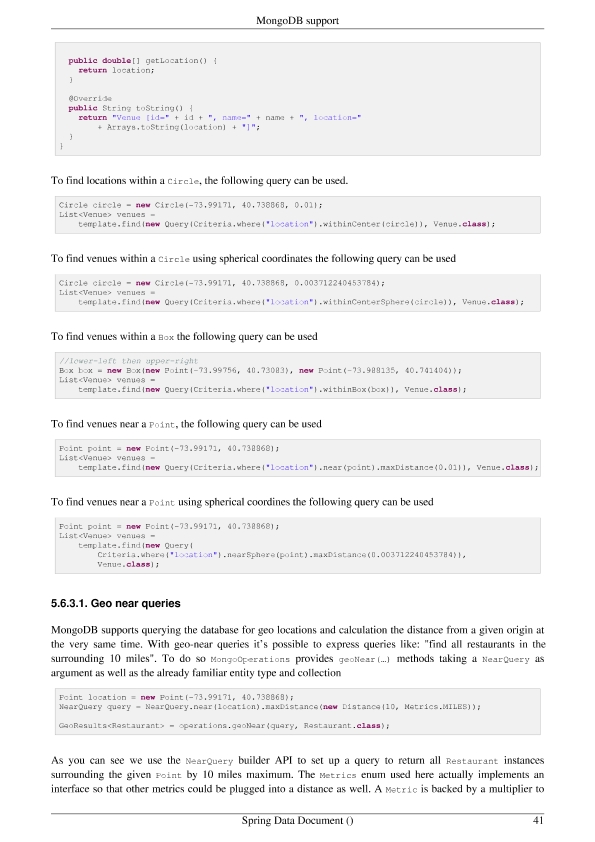 MongoDB support
public double[] getLocation() {
return location;
}
@Override
public String toString() {
return "Venue [id=" + id + ", name=" + name + ", location="
+ Arrays.toString(location) + "]";
}
}
To find locations within a Circle, the following query can be used.
Circle circle = new Circle(-73.99171, 40.738868, 0.01);
List<Venue> venues =
template.find(new Query(Criteria.where("location").withinCenter(circle)), Venue.class);
To find venues within a Circle using spherical coordinates the following query can be used
Circle circle = new Circle(-73.99171, 40.738868, 0.003712240453784);
List<Venue> venues =
template.find(new Query(Criteria.where("location").withinCenterSphere(circle)), Venue.class);
To find venues within a Box the following query can be used
//lower-left then upper-right
Box box = new Box(new Point(-73.99756, 40.73083), new Point(-73.988135, 40.741404));
List<Venue> venues =
template.find(new Query(Criteria.where("location").withinBox(box)), Venue.class);
To find venues near a Point, the following query can be used
Point point = new Point(-73.99171, 40.738868);
List<Venue> venues =
template.find(new Query(Criteria.where("location").near(point).maxDistance(0.01)), Venue.class);
To find venues near a Point using spherical coordines the following query can be used
Point point = new Point(-73.99171, 40.738868);
List<Venue> venues =
template.find(new Query(
Criteria.where("location").nearSphere(point).maxDistance(0.003712240453784)),
Venue.class);
5.6.3.1. Geo near queries
MongoDB supports querying the database for geo locations and calculation the distance from a given origin at
the very same time. With geo-near queries it's possible to express queries like: "find all restaurants in the
surrounding 10 miles". To do so MongoOperations provides geoNear(…) methods taking a NearQuery as
argument as well as the already familiar entity type and collection
Point location = new Point(-73.99171, 40.738868);
NearQuery query = NearQuery.near(location).maxDistance(new Distance(10, Metrics.MILES));
GeoResults<Restaurant> = operations.geoNear(query, Restaurant.class);
As you can see we use the NearQuery builder API to set up a query to return all Restaurant instances
surrounding the given Point by 10 miles maximum. The Metrics enum used here actually implements an
interface so that other metrics could be plugged into a distance as well. A Metric is backed by a multiplier to
Spring Data Document ()
41